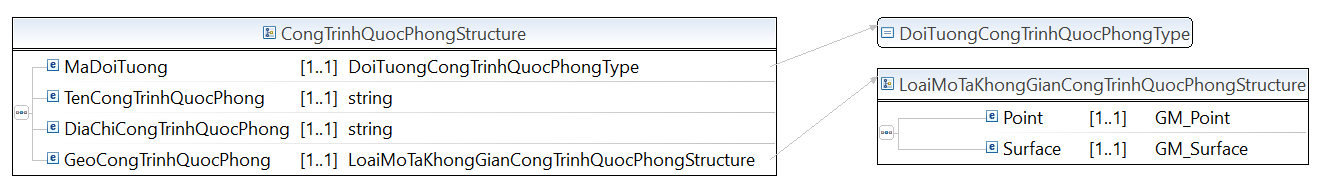 CongTrinhQuocPhongStructure
MaDoiTuong [1..1] DoiTuongCongTrinhQuocPhongType
TenCongTrinhQuocPhong [1..1] string
DiaChiCongTrinhQuocPhong [1..1] string
GeoCongTrinhQuocPhong [1..1] LoaiMoTaKhongGianCongTrinhQuocPhongStructure
DoiTuongCongTrinhQuocPhongType
LoaiMoTaKhongGianCongTrinhQuocPhongStructure
Point [1..1] GM_Point
Surface [1..1] GM_Surface